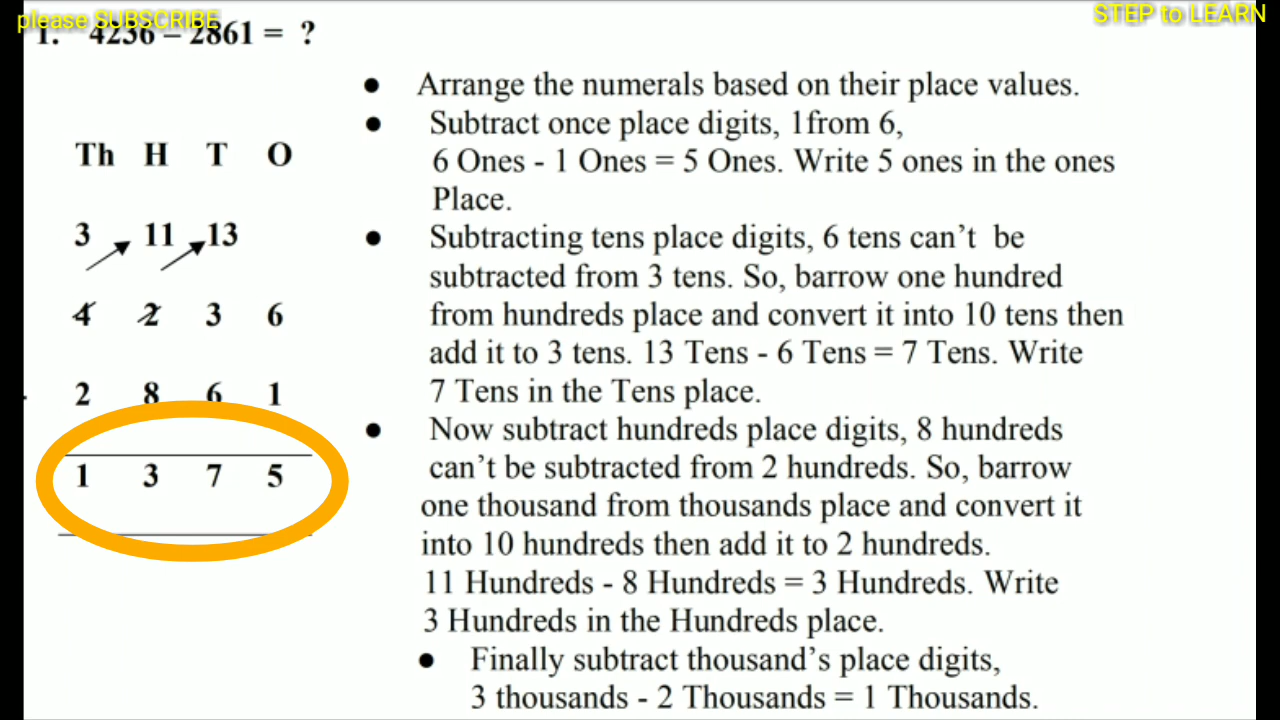 please SUBSCRIBE
STEP to LEARN
1. 4236 – 2861 = ?
Th H T O
3 11 13
4 2 3 6
- 2 8 6 1
1 3 7 5
● Arrange the numerals based on their place values.
● Subtract once place digits, 1from 6,
6 Ones - 1 Ones = 5 Ones. Write 5 ones in the ones
Place.
● Subtracting tens place digits, 6 tens can’t be
subtracted from 3 tens. So, barrow one hundred
from hundreds place and convert it into 10 tens then
add it to 3 tens. 13 Tens - 6 Tens = 7 Tens. Write
7 Tens in the Tens place.
● Now subtract hundreds place digits, 8 hundreds
can’t be subtracted from 2 hundreds. So, barrow
one thousand from thousands place and convert it
into 10 hundreds then add it to 2 hundreds.
11 Hundreds - 8 Hundreds = 3 Hundreds. Write
3 Hundreds in the Hundreds place.
● Finally subtract thousand’s place digits,
3 thousands - 2 Thousands = 1 Thousands.